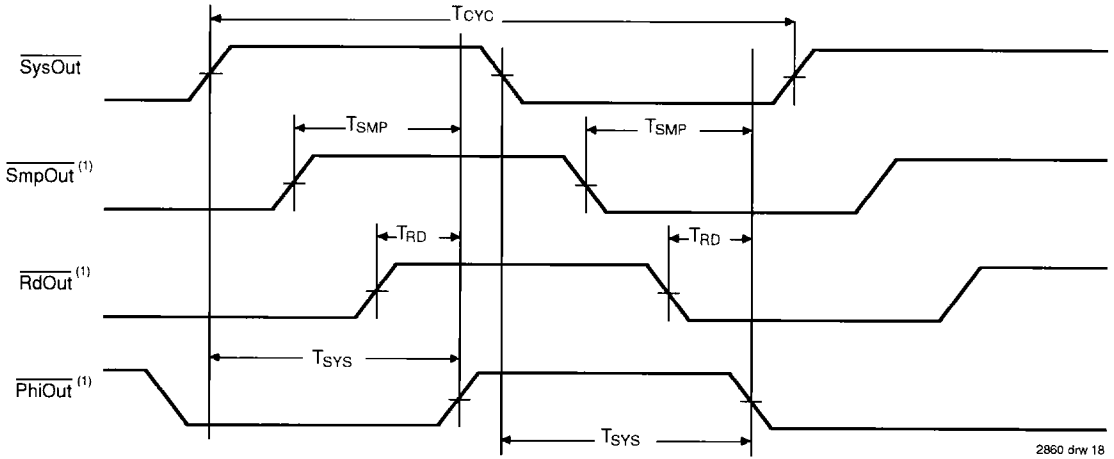 TCYC
SysOut
TSMP
TSMP
SmpOut (1)
TRD
TRD
RdOut (1)
TSYS
PhiOut (1)
TSYS
2860 drw 18